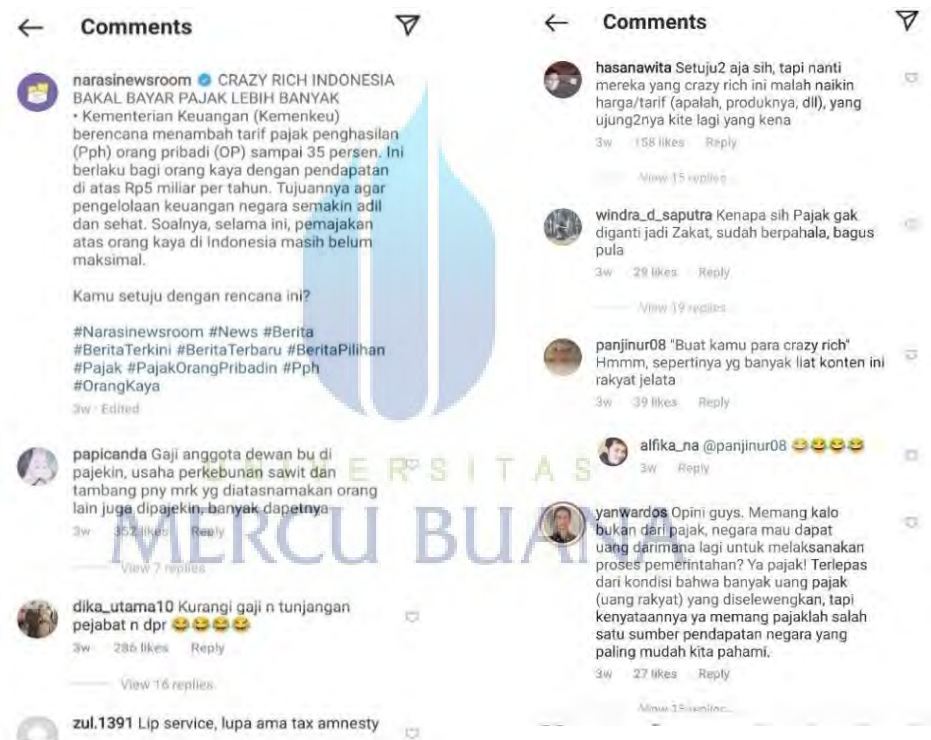 Comments
narasinewsroom CRAZY RICH INDONESIA
BAKAL BAYAR PAJAK LEBIH BANYAK
• Kementerian Keuangan (Kemenkeu)
berencana menambah tarif pajak penghasilan
(Pph) orang pribadi (OP) sampai 35 persen. Ini
berlaku bagi orang kaya dengan pendapatan
di atas Rp5 miliar per tahun. Tujuannya agar
pengelolaan keuangan negara semakin adil
dan sehat. Soalnya, selama ini, pemajakan
atas orang kaya di Indonesia masih belum
maksimal.
Kamu setuju dengan rencana ini?
#Narasinewsroom #News #Berita
#BeritaTerkini #BeritaTerbaru #BeritaPilihan
#Pajak #PajakOrangPribadin #Pph
#OrangKaya
3w · Edited
papicanda Gaji anggota dewan bu di
pajekin, usaha perkebunan sawit dan
tambang pny mrk yg diatasnamakan orang
lain juga dipajekin, banyak dapetnya
3w 352 likes Reply
View 7 replies
dika_utama10 Kurangi gaji n tunjangan
pejabat n dpr 😂😂😂😂
3w 286 likes Reply
View 16 replies
zul.1391 Lip service, lupa ama tax amnesty
Comments
hasanawita Setuju2 aja sih, tapi nanti
mereka yang crazy rich ini malah naikin
harga/tarif (apalah, produknya, dll), yang
ujung2nya kite lagi yang kena
3w 158 likes Reply
View 15 replies
windra_d_saputra Kenapa sih Pajak gak
diganti jadi Zakat, sudah berpahala, bagus
pula
3w 29 likes Reply
View 19 replies
panjinur08 "Buat kamu para crazy rich"
Hmmm, sepertinya yg banyak liat konten ini
rakyat jelata
3w 39 likes Reply
alfika_na @panjinur08 😂😂😂😂
3w Reply
yanwardos Opini guys. Memang kalo
bukan dari pajak, negara mau dapat
uang darimana lagi untuk melaksanakan
proses pemerintahan? Ya pajak! Terlepas
dari kondisi bahwa banyak uang pajak
(uang rakyat) yang diselewengkan, tapi
kenyataannya ya memang pajaklah salah
satu sumber pendapatan negara yang
paling mudah kita pahami.
3w 27 likes Reply
View replies
UNIVERSITAS
MERCU BUANA